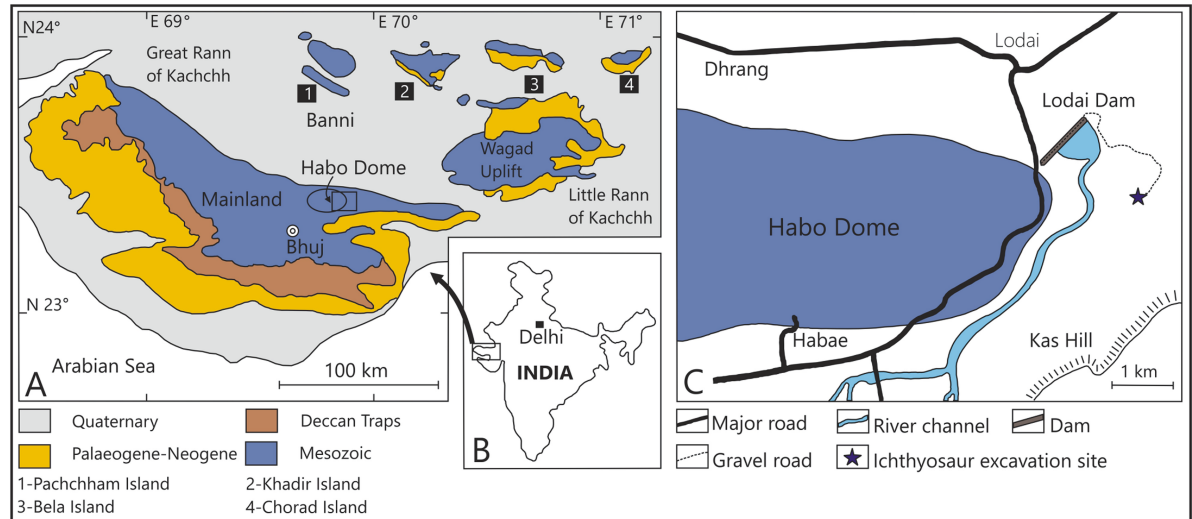 N24°
E 69°
E 70°
E 71°
Great Rann
of Kachchh
1
2
3
4
Banni
Wagad
Uplift
Habo Dome
Mainland
Little Rann
of Kachchh
Bhuj
N 23°
Arabian Sea
100 km
A
Delhi
INDIA
B
Lodai
Dhrang
Lodai Dam
Habo Dome
Habae
Kas Hill
1 km
C
Quaternary
Deccan Traps
Palaeogene-Neogene
Mesozoic
1-Pachchham Island
2-Khadir Island
3-Bela Island
4-Chorad Island
Major road
River channel
Dam
Gravel road
Ichthyosaur excavation site